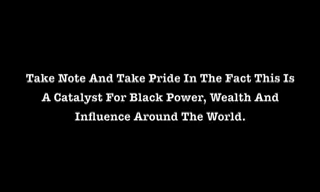 Take Note And Take Pride In The Fact This Is
A Catalyst For Black Power, Wealth And
Influence Around The World.